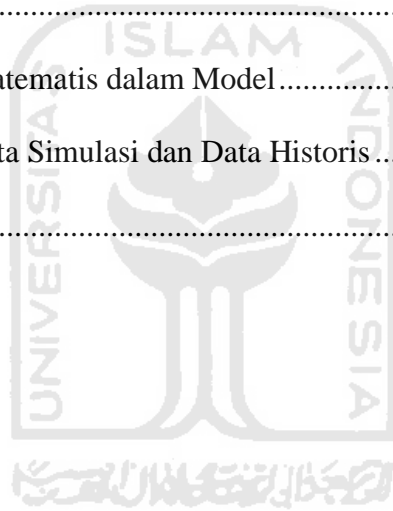 .....................................................
atematis dalam Model...............
ta Simulasi dan Data Historis...
.....................................................
UNIVERSITAS
ISLAM
INDONESIA